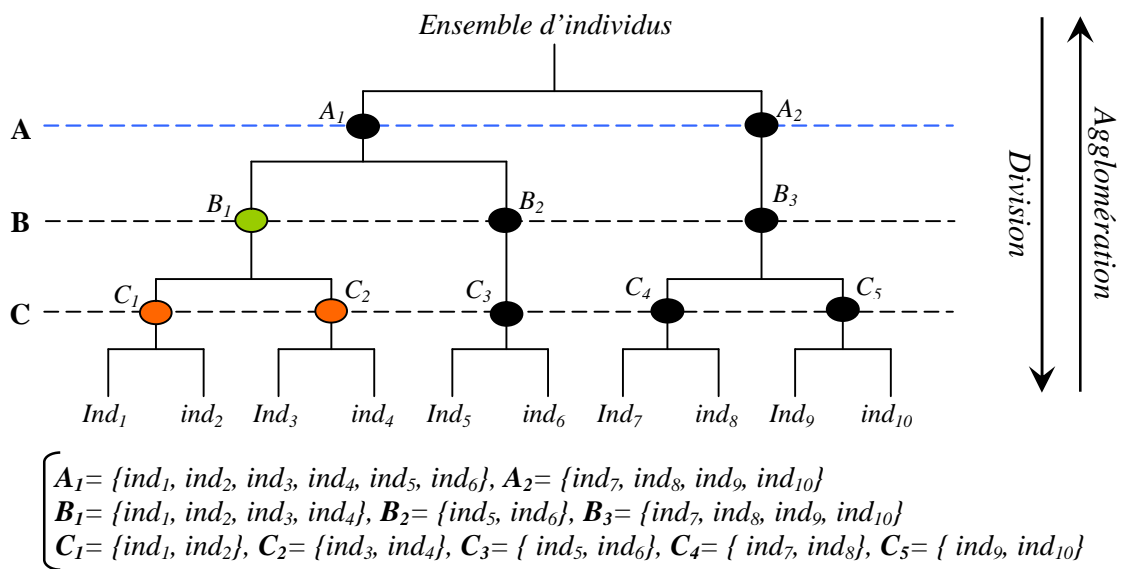 Ensemble d'individus
A₁ A₂
A
Division
Agglomération
B₁ B₂ B₃
B
C₁ C₂ C₃ C₄ C₅
C
Ind₁ ind₂ Ind₃ ind₄ Ind₅ ind₆ Ind₇ ind₈ Ind₉ ind₁₀
A₁= {ind₁, ind₂, ind₃, ind₄, ind₅, ind₆}, A₂= {ind₇, ind₈, ind₉, ind₁₀}
B₁= {ind₁, ind₂, ind₃, ind₄}, B₂= {ind₅, ind₆}, B₃= {ind₇, ind₈, ind₉, ind₁₀}
C₁= {ind₁, ind₂}, C₂= {ind₃, ind₄}, C₃= { ind₅, ind₆}, C₄= { ind₇, ind₈}, C₅= { ind₉, ind₁₀}